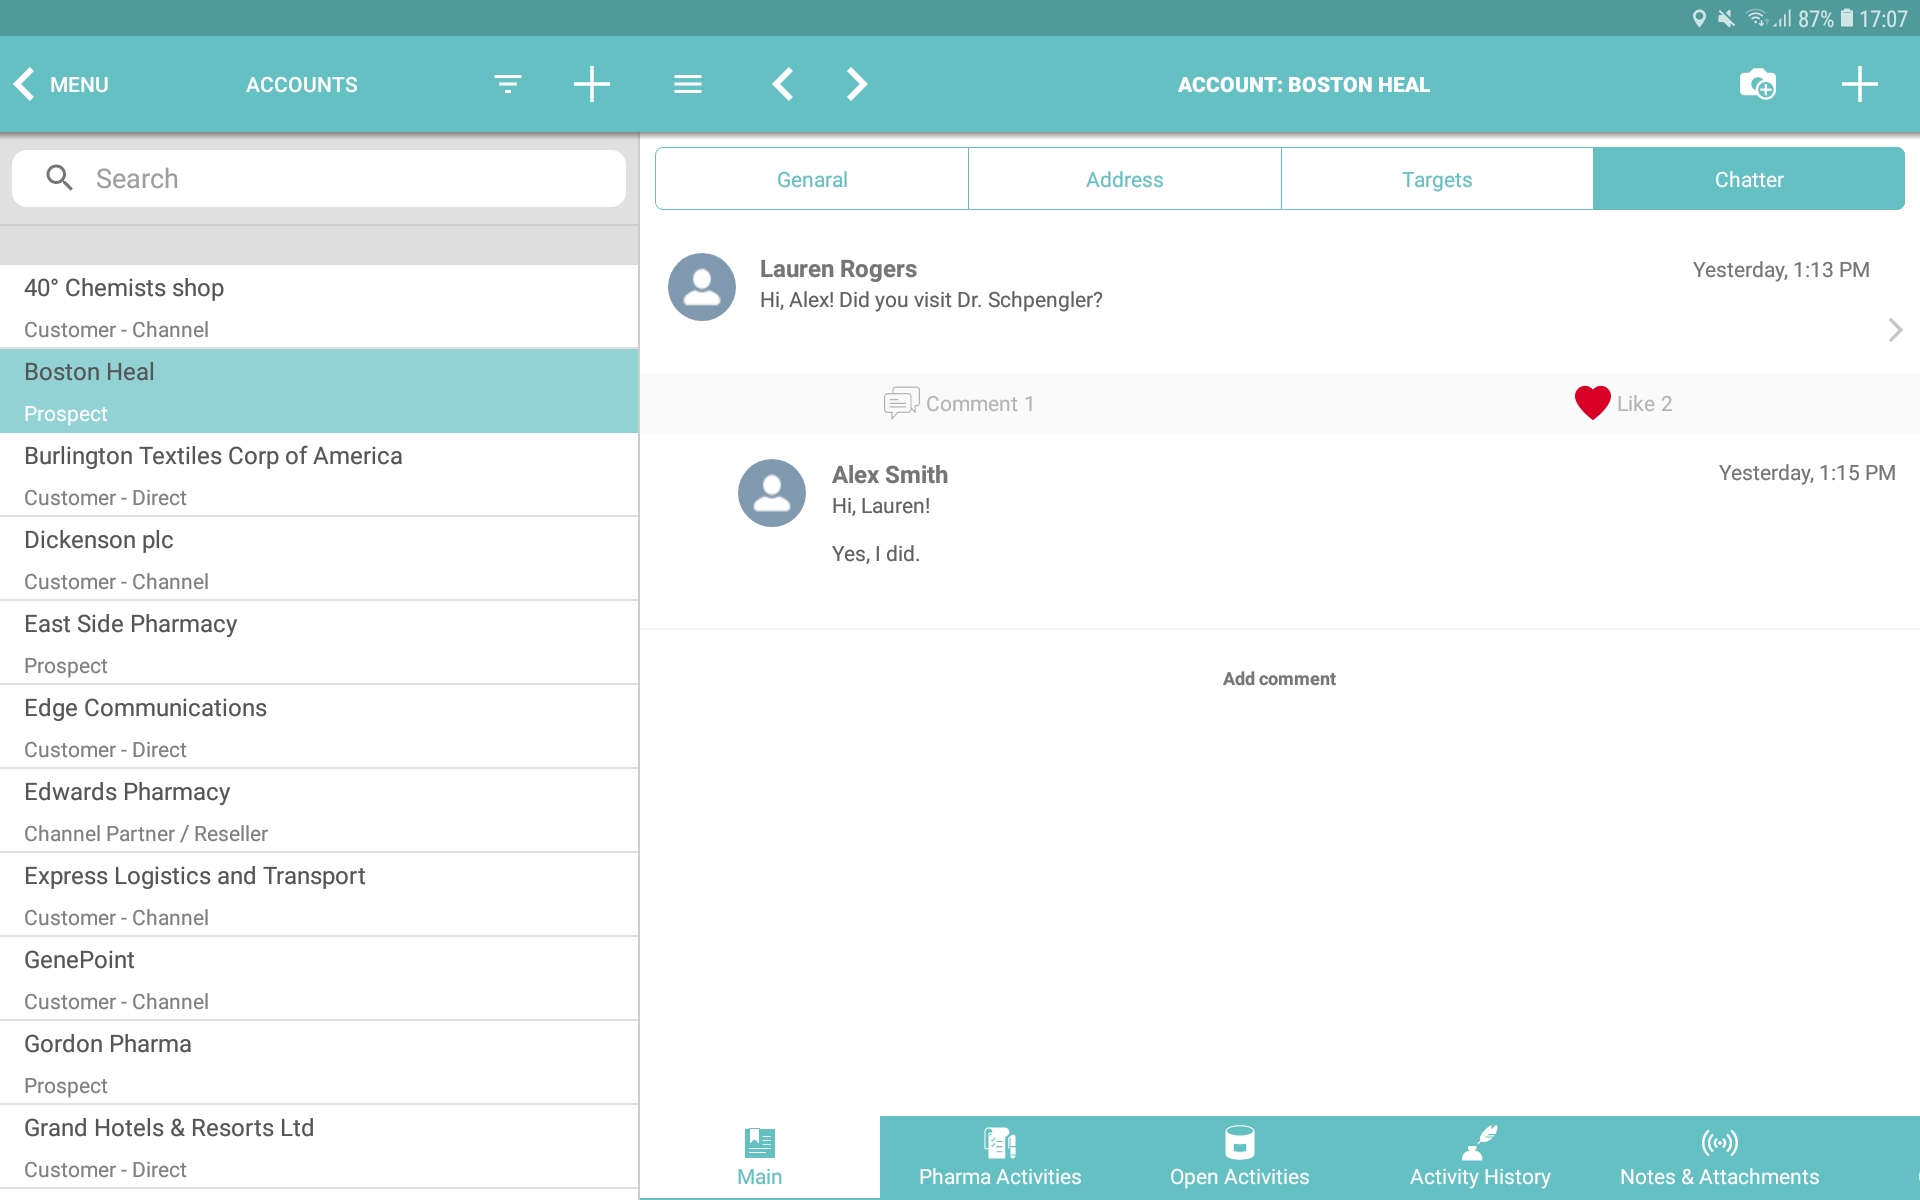 87% 17:07
MENU
ACCOUNTS
ACCOUNT: BOSTON HEAL
Search
40° Chemists shop
Customer - Channel
Boston Heal
Prospect
Burlington Textiles Corp of America
Customer - Direct
Dickenson plc
Customer - Channel
East Side Pharmacy
Prospect
Edge Communications
Customer - Direct
Edwards Pharmacy
Channel Partner / Reseller
Express Logistics and Transport
Customer - Channel
GenePoint
Customer - Channel
Gordon Pharma
Prospect
Grand Hotels & Resorts Ltd
Customer - Direct
Genaral
Address
Targets
Chatter
Lauren Rogers
Yesterday, 1:13 PM
Hi, Alex! Did you visit Dr. Schpengler?
Comment 1
Like 2
Alex Smith
Yesterday, 1:15 PM
Hi, Lauren!
Yes, I did.
Add comment
Main
Pharma Activities
Open Activities
Activity History
Notes & Attachments